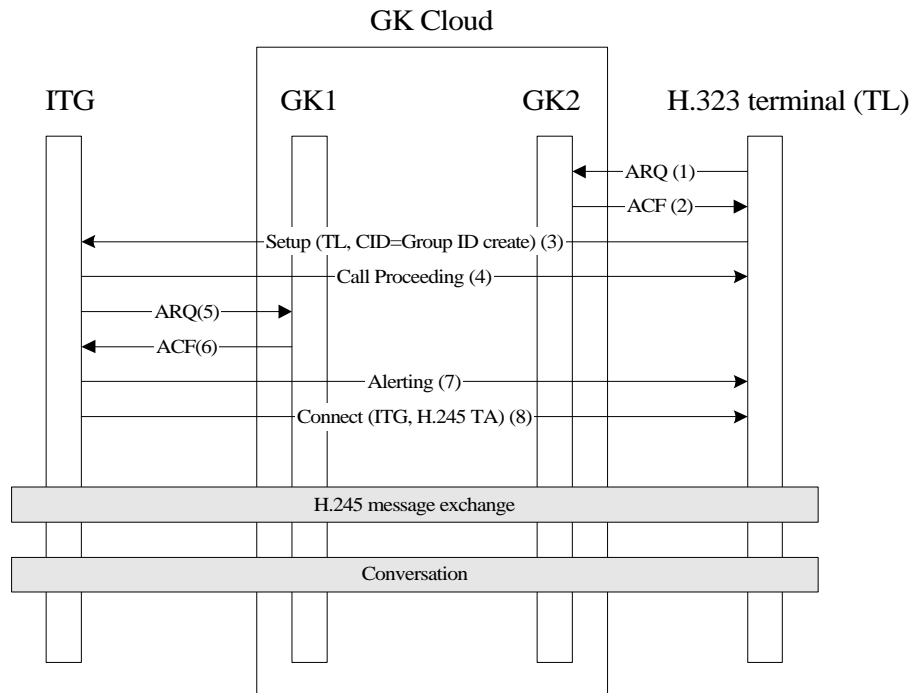 GK Cloud
ITG
GK1
GK2
H.323 terminal (TL)
ARQ (1)
ACF (2)
Setup (TL, CID=Group ID create) (3)
Call Proceeding (4)
ARQ(5)
ACF(6)
Alerting (7)
Connect (ITG, H.245 TA) (8)
H.245 message exchange
Conversation